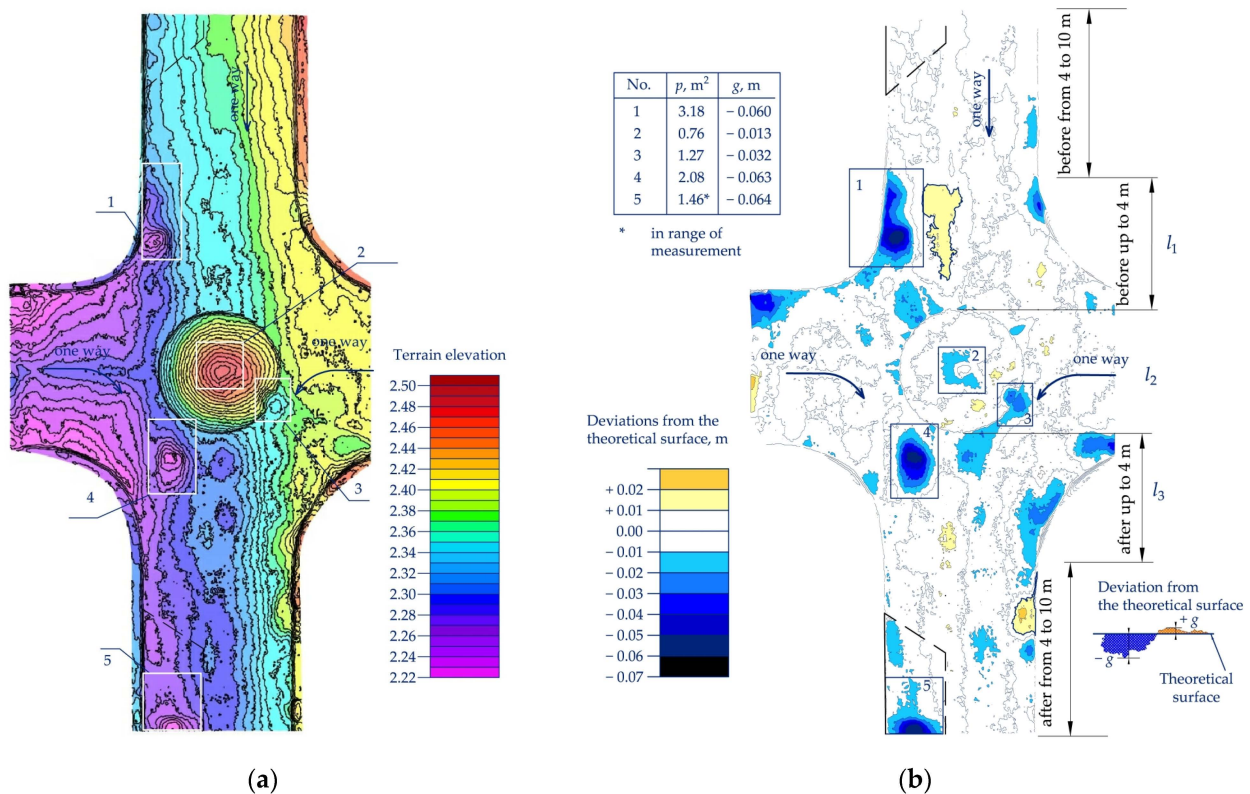 one way
1
2
one way
one way
4
3
5
Terrain elevation
2.50
2.48
2.46
2.44
2.42
2.40
2.38
2.36
2.34
2.32
2.30
2.28
2.26
2.24
2.22
(a)
No. p, m² g, m
1 3.18 − 0.060
2 0.76 − 0.013
3 1.27 − 0.032
4 2.08 − 0.063
5 1.46* − 0.064
* in range of
measurement
Deviations from the
theoretical surface, m
+ 0.02
+ 0.01
0.00
− 0.01
− 0.02
− 0.03
− 0.04
− 0.05
− 0.06
− 0.07
one way
1
2
one way
one way
3
4
5
before from 4 to 10 m
before up to 4 m
l₁
l₂
after up to 4 m
l₃
after from 4 to 10 m
Deviation from
the theoretical surface
+ g
− g
Theoretical
surface
(b)